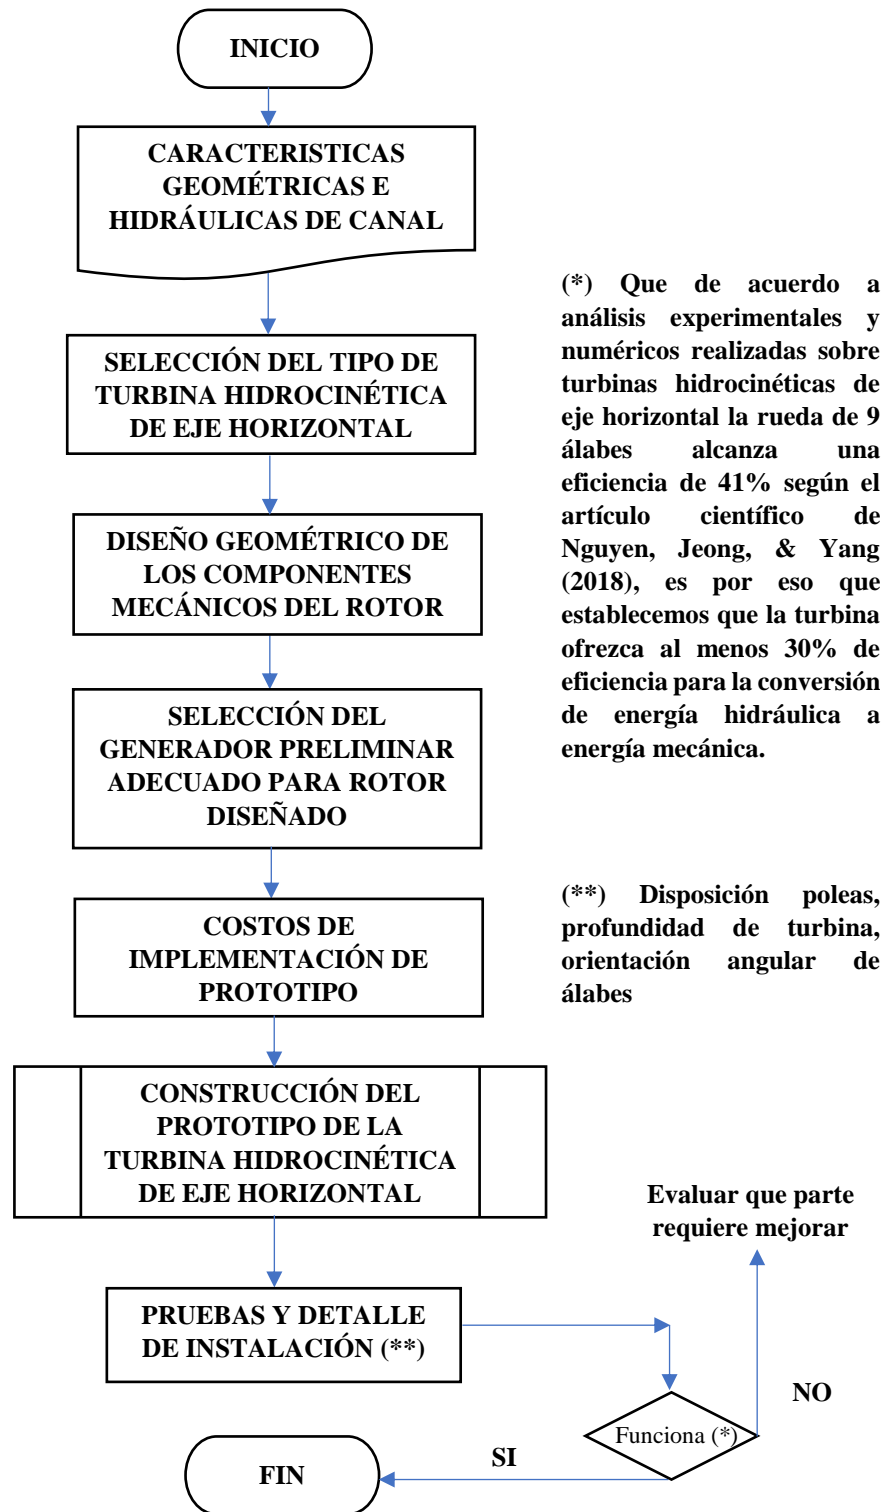 INICIO
CARACTERISTICAS
GEOMÉTRICAS E
HIDRÁULICAS DE CANAL
SELECCIÓN DEL TIPO DE
TURBINA HIDROCINÉTICA
DE EJE HORIZONTAL
DISEÑO GEOMÉTRICO DE
LOS COMPONENTES
MECÁNICOS DEL ROTOR
SELECCIÓN DEL
GENERADOR PRELIMINAR
ADECUADO PARA ROTOR
DISEÑADO
COSTOS DE
IMPLEMENTACIÓN DE
PROTOTIPO
CONSTRUCCIÓN DEL
PROTOTIPO DE LA
TURBINA HIDROCINÉTICA
DE EJE HORIZONTAL
PRUEBAS Y DETALLE
DE INSTALACIÓN (**)
Funciona (*)
SI
FIN
NO
Evaluar que parte
requiere mejorar
(*) Que de acuerdo a
análisis experimentales y
numéricos realizadas sobre
turbinas hidrocinéticas de
eje horizontal la rueda de 9
álabes alcanza una
eficiencia de 41% según el
artículo científico de
Nguyen, Jeong, & Yang
(2018), es por eso que
establecemos que la turbina
ofrezca al menos 30% de
eficiencia para la conversión
de energía hidráulica a
energía mecánica.
(**) Disposición poleas,
profundidad de turbina,
orientación angular de
álabes